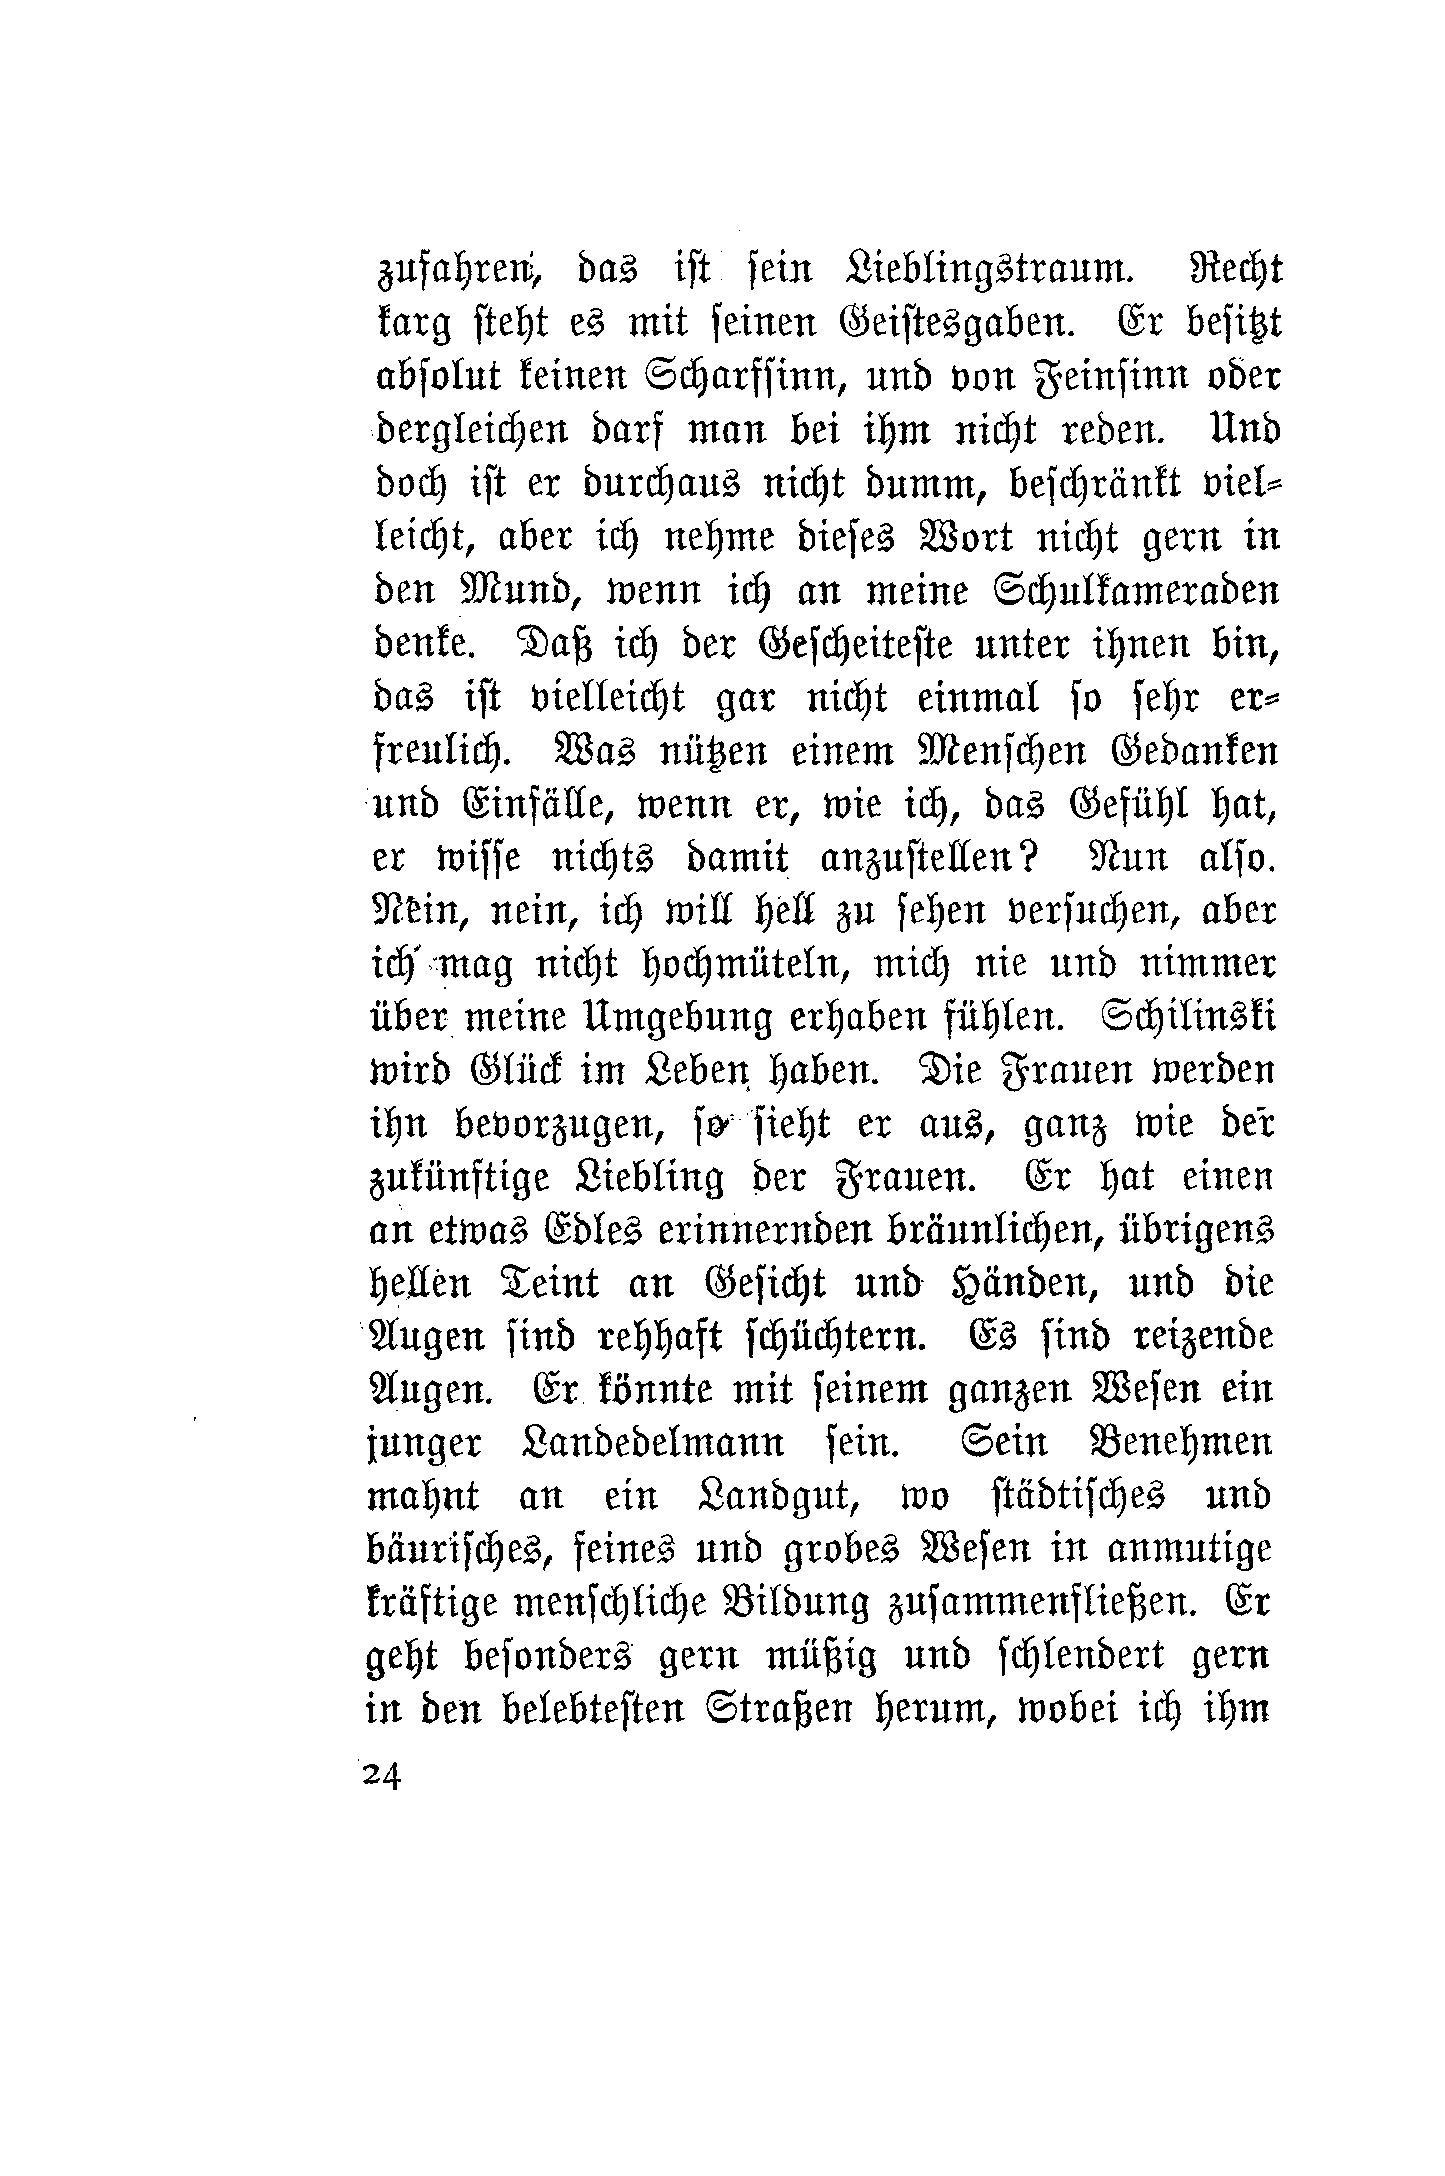 zufahren, das ist sein Lieblingstraum. Recht
karg steht es mit seinen Geistesgaben. Er besitzt
absolut keinen Scharfsinn, und von Feinsinn oder
dergleichen darf man bei ihm nicht reden. Und
doch ist er durchaus nicht dumm, beschränkt viel-
leicht, aber ich nehme dieses Wort nicht gern in
den Mund, wenn ich an meine Schulkameraden
denke. Daß ich der Gescheiteste unter ihnen bin,
das ist vielleicht gar nicht einmal so sehr er-
freulich. Was nützen einem Menschen Gedanken
und Einfälle, wenn er, wie ich, das Gefühl hat,
er wisse nichts damit anzustellen? Nun also.
Nein, nein, ich will hell zu sehen versuchen, aber
ich mag nicht hochmüteln, mich nie und nimmer
über meine Umgebung erhaben fühlen. Schilinski
wird Glück im Leben haben. Die Frauen werden
ihn bevorzugen, so sieht er aus, ganz wie der
zukünftige Liebling der Frauen. Er hat einen
an etwas Edles erinnernden bräunlichen, übrigens
hellen Teint an Gesicht und Händen, und die
Augen sind rehhaft schüchtern. Es sind reizende
Augen. Er könnte mit seinem ganzen Wesen ein
junger Landedelmann sein. Sein Benehmen
mahnt an ein Landgut, wo städtisches und
bäurisches, feines und grobes Wesen in anmutige
kräftige menschliche Bildung zusammenfließen. Er
geht besonders gern müßig und schlendert gern
in den belebtesten Straßen herum, wobei ich ihm
24